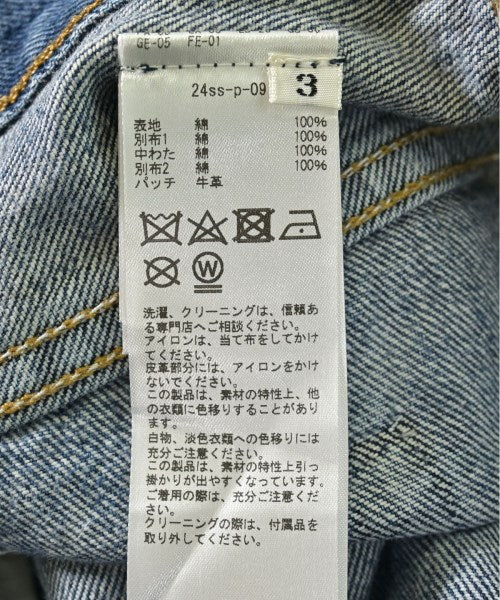 GE-05 FE-01
24ss-p-09
3
表地 綿 100%
別布1 綿 100%
中わた 綿 100%
別布2 綿 100%
パッチ 牛革
W
洗濯、クリーニングは、信頼あ
る専門店へご相談ください。
アイロンは、当て布をしてかけ
てください。
皮革部分には、アイロンをかけ
ないでください。
この製品は、素材の特性上、他
の衣類に色移りすることがあり
ます。
白物、淡色衣類への色移りには
充分ご注意ください。
この製品は、素材の特性上引っ
掛かりが出やすくなっています。
ご着用の際は、充分ご注意くだ
さい。
クリーニングの際は、付属品を
取り外してください。